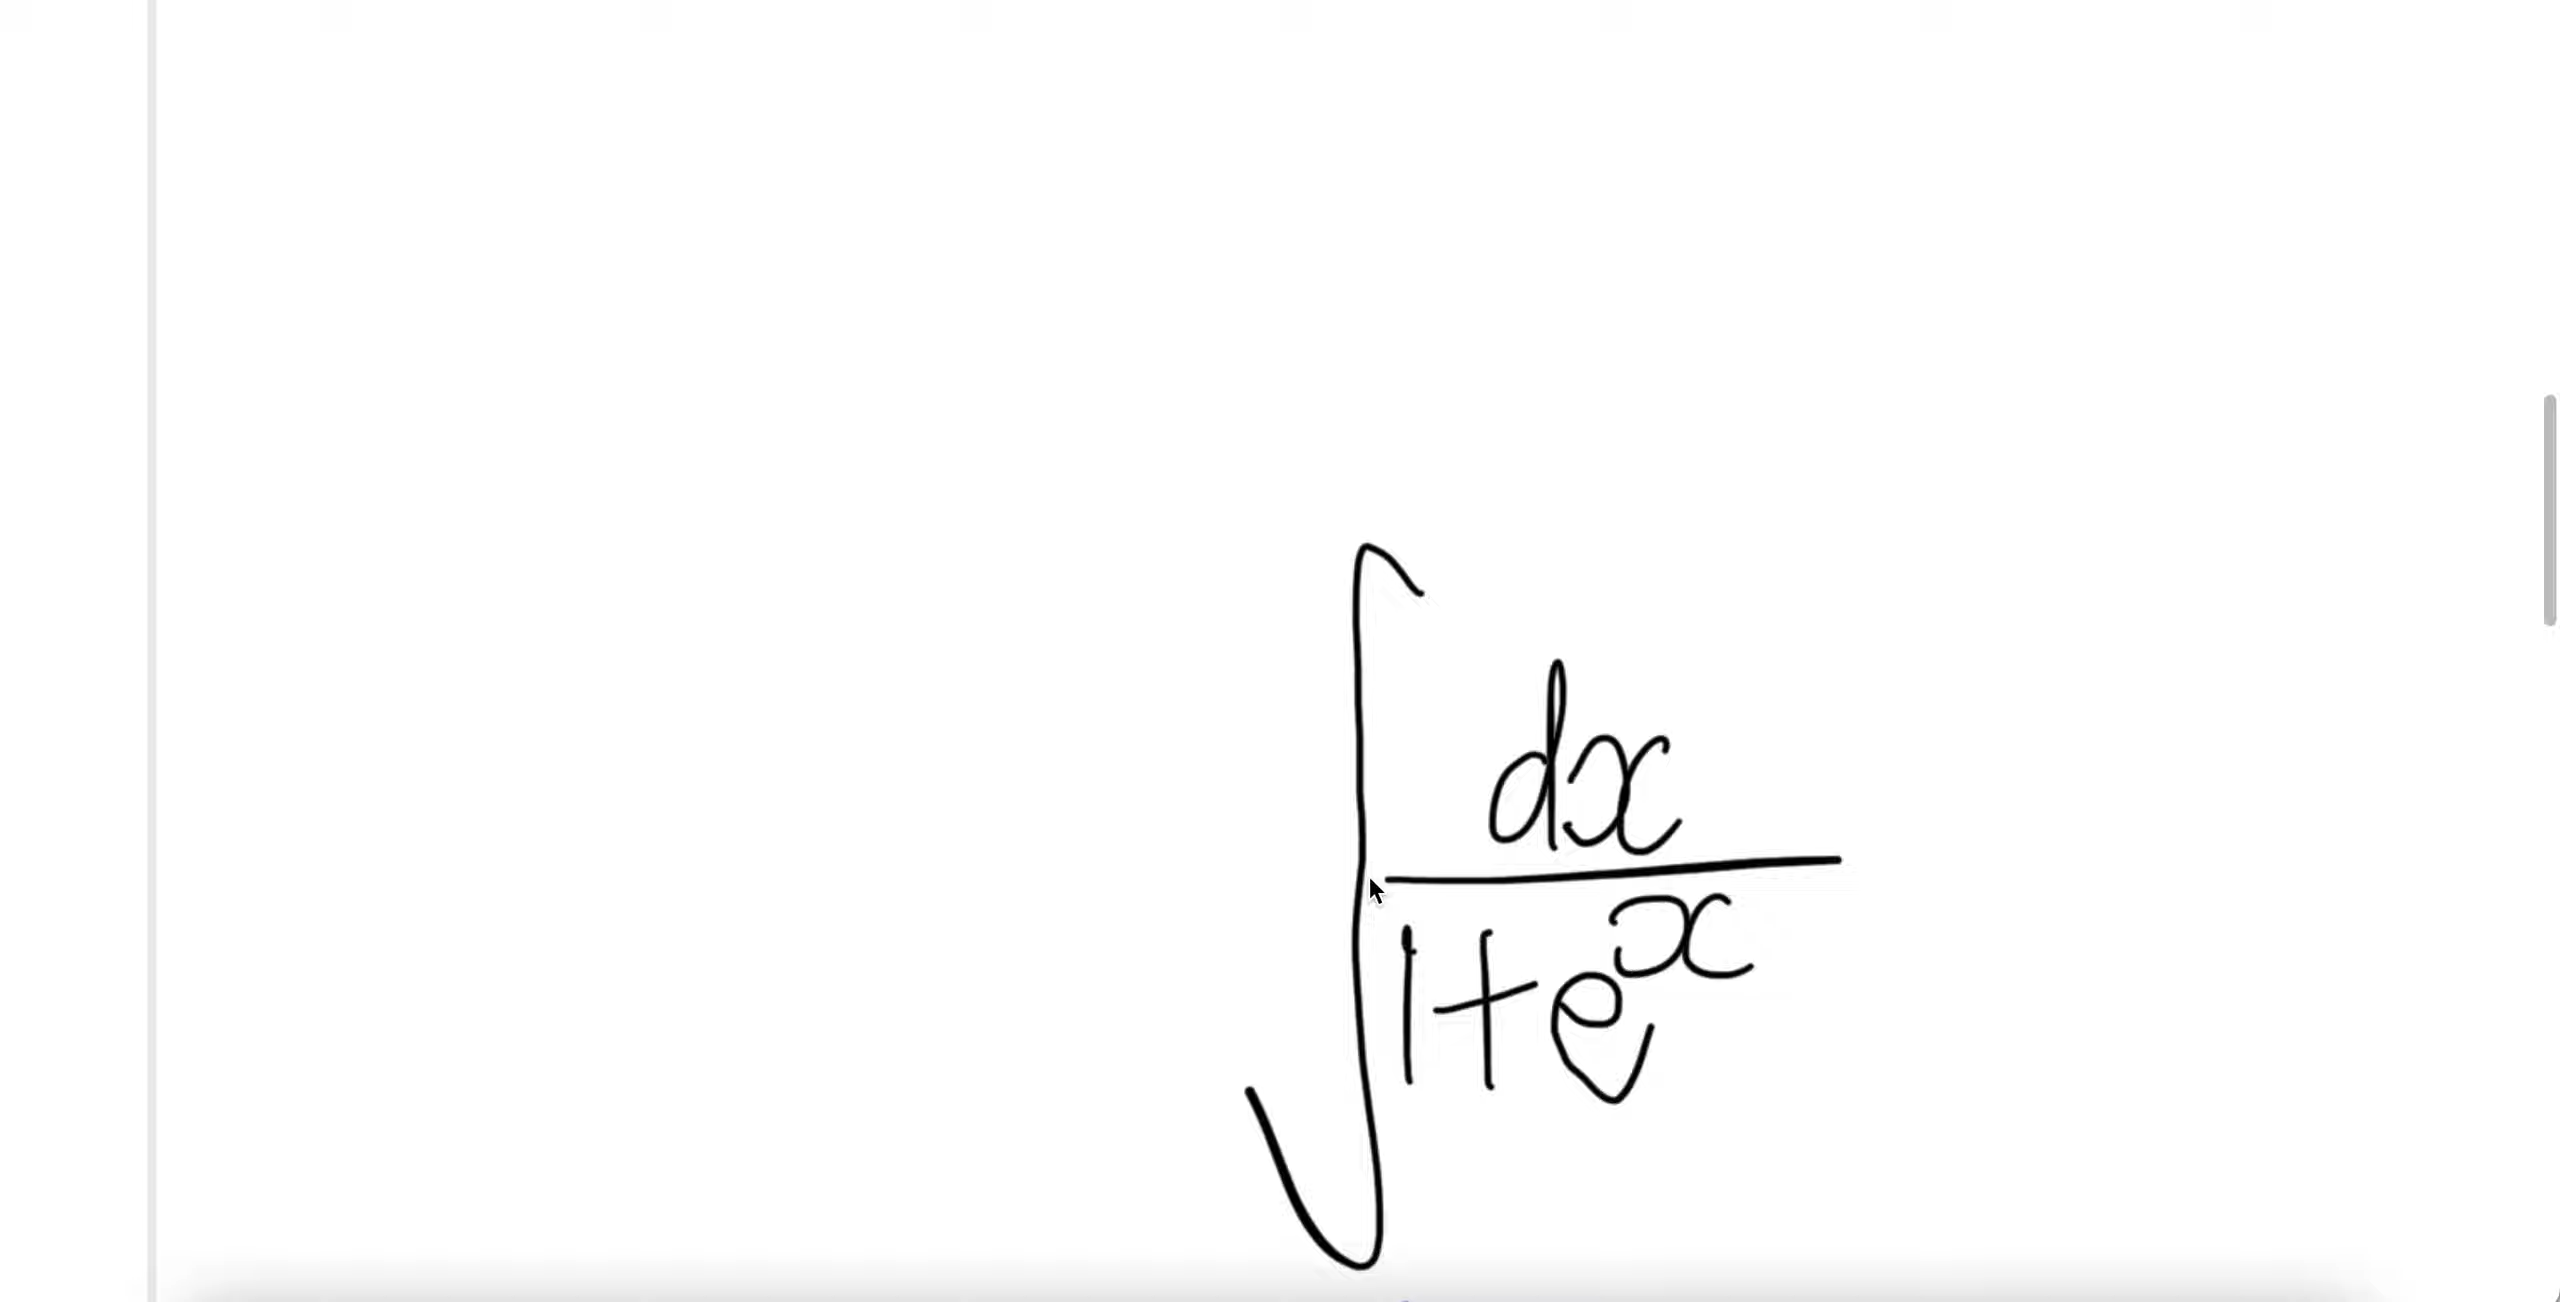 ∫ dx
1+e^x